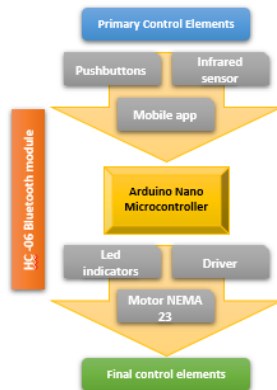 Primary Control Elements
Pushbuttons
Infrared
sensor
Mobile app
HC -06 Bluetooth module
Arduino Nano
Microcontroller
Led
indicators
Driver
Motor NEMA
23
Final control elements